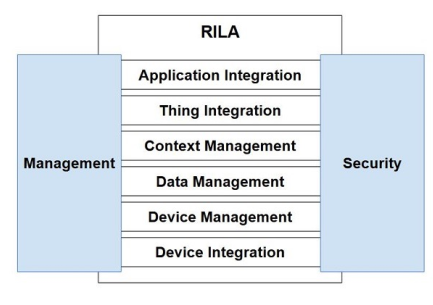 RILA
Application Integration
Thing Integration
Context Management
Management
Security
Data Management
Device Management
Device Integration